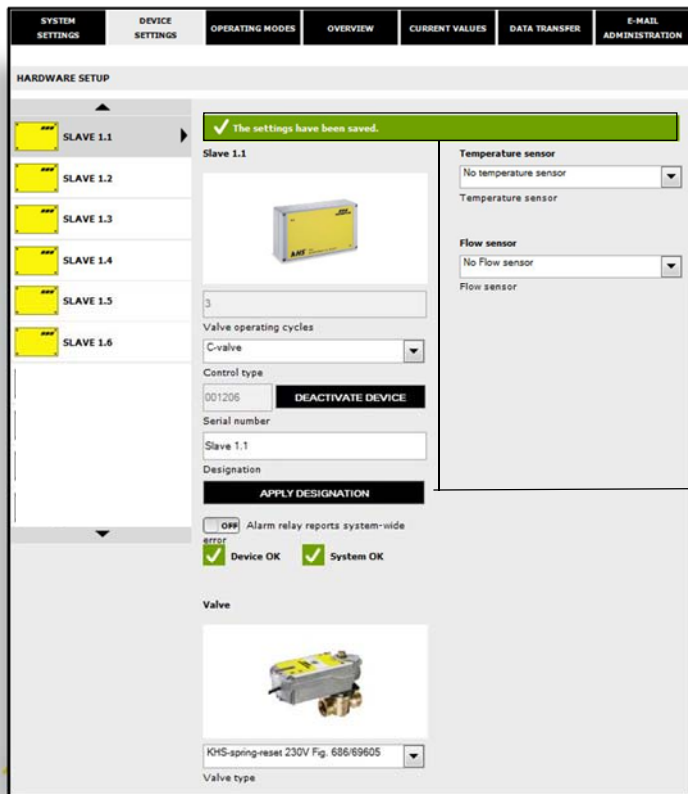 SYSTEM SETTINGS
DEVICE SETTINGS
OPERATING MODES
OVERVIEW
CURRENT VALUES
DATA TRANSFER
E-MAIL ADMINISTRATION
HARDWARE SETUP
SLAVE 1.1
SLAVE 1.2
SLAVE 1.3
SLAVE 1.4
SLAVE 1.5
SLAVE 1.6
The settings have been saved.
Slave 1.1
KHS
3
Valve operating cycles
C-valve
Control type
001206
DEACTIVATE DEVICE
Serial number
Slave 1.1
Designation
APPLY DESIGNATION
OFF Alarm relay reports system-wide
error
Device OK
System OK
Valve
KHS-spring-reset 230V Fig. 686/69605
Valve type
Temperature sensor
No temperature sensor
Temperature sensor
Flow sensor
No Flow sensor
Flow sensor